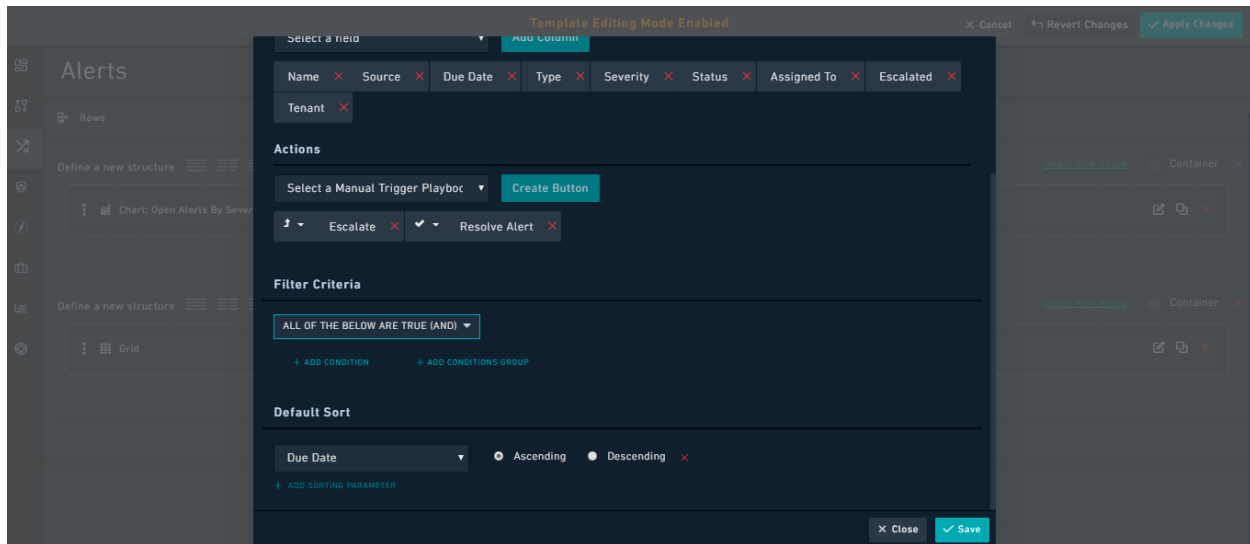 Template Editing Mode Enabled
Cancel
Revert Changes
Apply Changes
Alerts
Rows
Define a new structure
Insert Row Above
Container
Chart: Open Alerts By Sever
Define a new structure
Insert Row Above
Container
Grid
Select a field
Add Column
Name Source Due Date Type Severity Status Assigned To Escalated
Tenant
Actions
Select a Manual Trigger Playboc
Create Button
Escalate
Resolve Alert
Filter Criteria
ALL OF THE BELOW ARE TRUE (AND)
+ ADD CONDITION
+ ADD CONDITIONS GROUP
Default Sort
Due Date
Ascending
Descending
+ ADD SORTING PARAMETER
Close
Save